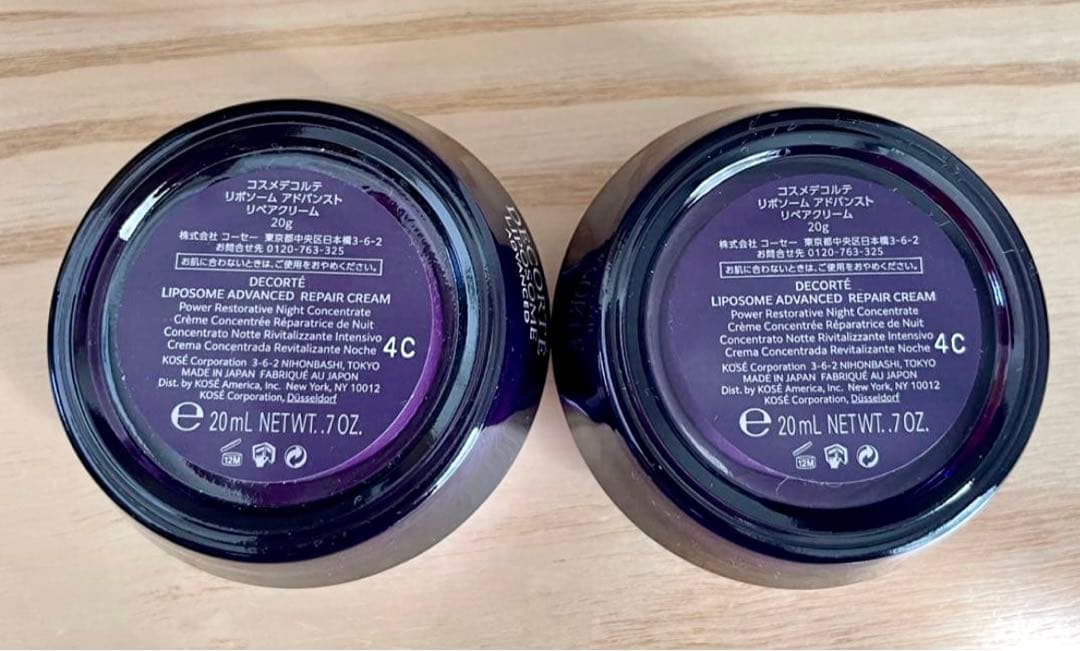 コスメデコルテ
リポソーム アドバンスト
リペアクリーム
20g
株式会社 コーセー 東京都中央区日本橋3-6-2
お問合せ先 0120-763-325
お肌に合わないときは、ご使用をおやめください。
DECORTÉ
LIPOSOME ADVANCED REPAIR CREAM
Power Restorative Night Concentrate
Crème Concentrée Réparatrice de Nuit
Concentrato Notte Rivitalizzante Intensivo
Crema Concentrada Revitalizante Noche
4C
KOSÉ Corporation 3-6-2 NIHONBASHI, TOKYO
MADE IN JAPAN FABRIQUÉ AU JAPON
Dist. by KOSÉ America, Inc. New York, NY 10012
KOSÉ Corporation, Düsseldorf
℮ 20 mL NETWT. .7 OZ.
12M
DECORTÉ
LIPOSOME
ADVANCED
コスメデコルテ
リポソーム アドバンスト
リペアクリーム
20g
株式会社 コーセー 東京都中央区日本橋3-6-2
お問合せ先 0120-763-325
お肌に合わないときは、ご使用をおやめください。
DECORTÉ
LIPOSOME ADVANCED REPAIR CREAM
Power Restorative Night Concentrate
Crème Concentrée Réparatrice de Nuit
Concentrato Notte Rivitalizzante Intensivo
Crema Concentrada Revitalizante Noche
4C
KOSÉ Corporation 3-6-2 NIHONBASHI, TOKYO
MADE IN JAPAN FABRIQUÉ AU JAPON
Dist. by KOSÉ America, Inc. New York, NY 10012
KOSÉ Corporation, Düsseldorf
℮ 20 mL NETWT. .7 OZ.
12M